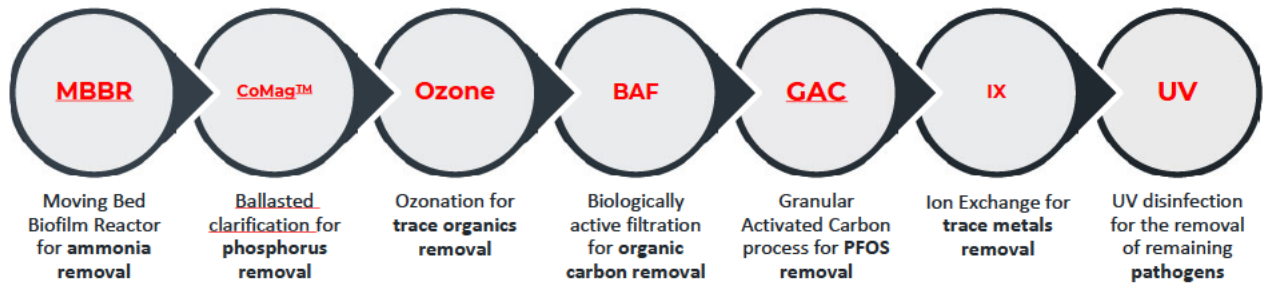 MBBR
CoMag™
Ozone
BAF
GAC
IX
UV
Moving Bed
Biofilm Reactor
for ammonia
removal
Ballasted
clarification for
phosphorus
removal
Ozonation for
trace organics
removal
Biologically
active filtration
for organic
carbon removal
Granular
Activated Carbon
process for PFOS
removal
Ion Exchange for
trace metals
removal
UV disinfection
for the removal
of remaining
pathogens